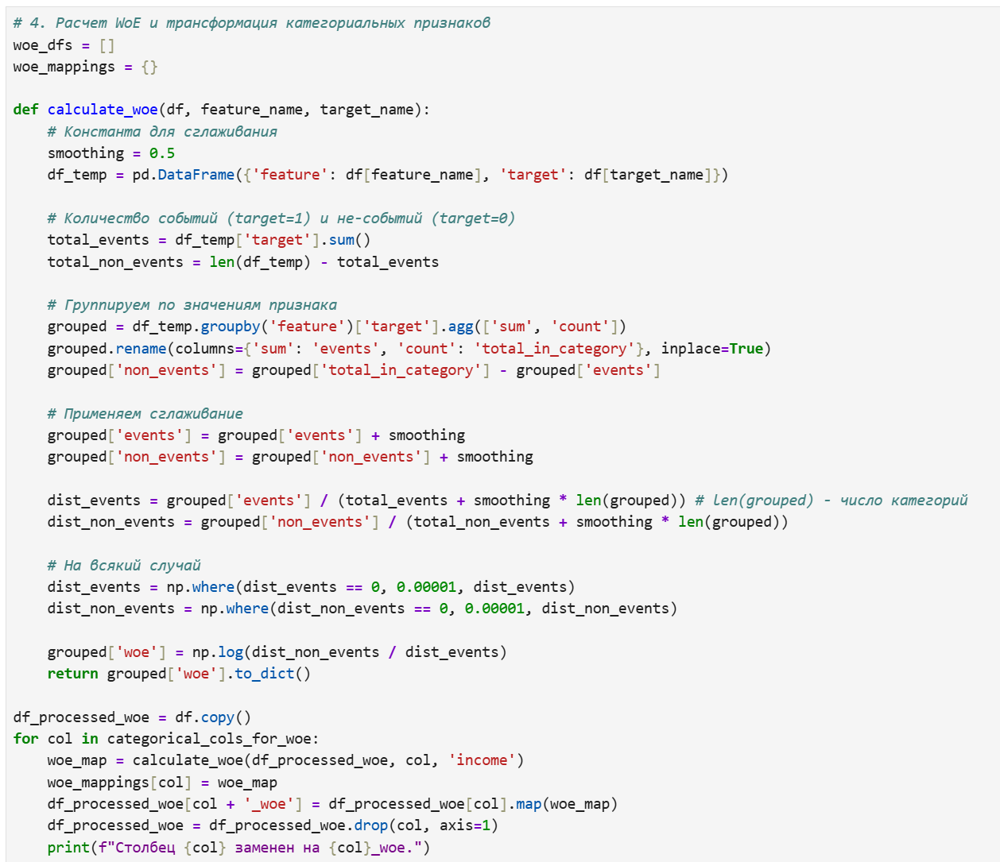 # 4. Расчет WoE и трансформация категориальных признаков
woe_dfs = []
woe_mappings = {}

def calculate_woe(df, feature_name, target_name):
    # Константа для сглаживания
    smoothing = 0.5
    df_temp = pd.DataFrame({'feature': df[feature_name], 'target': df[target_name]})

    # Количество событий (target=1) и не-событий (target=0)
    total_events = df_temp['target'].sum()
    total_non_events = len(df_temp) - total_events

    # Группируем по значениям признака
    grouped = df_temp.groupby('feature')['target'].agg(['sum', 'count'])
    grouped.rename(columns={'sum': 'events', 'count': 'total_in_category'}, inplace=True)
    grouped['non_events'] = grouped['total_in_category'] - grouped['events']

    # Применяем сглаживание
    grouped['events'] = grouped['events'] + smoothing
    grouped['non_events'] = grouped['non_events'] + smoothing

    dist_events = grouped['events'] / (total_events + smoothing * len(grouped)) # len(grouped) - число категорий
    dist_non_events = grouped['non_events'] / (total_non_events + smoothing * len(grouped))

    # На всякий случай
    dist_events = np.where(dist_events == 0, 0.00001, dist_events)
    dist_non_events = np.where(dist_non_events == 0, 0.00001, dist_non_events)

    grouped['woe'] = np.log(dist_non_events / dist_events)
    return grouped['woe'].to_dict()

df_processed_woe = df.copy()
for col in categorical_cols_for_woe:
    woe_map = calculate_woe(df_processed_woe, col, 'income')
    woe_mappings[col] = woe_map
    df_processed_woe[col + '_woe'] = df_processed_woe[col].map(woe_map)
    df_processed_woe = df_processed_woe.drop(col, axis=1)
    print(f"Столбец {col} заменен на {col}_woe.")